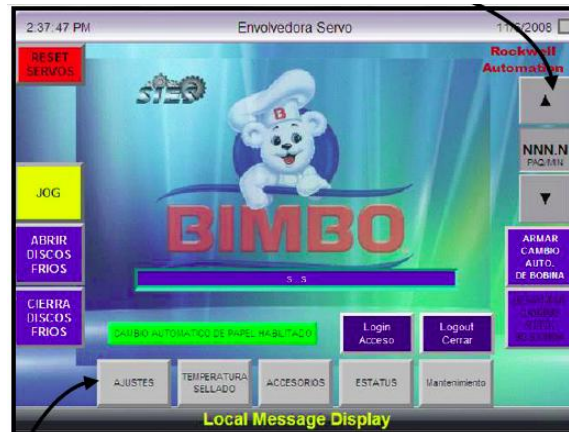 2:37:47 PM
Envolvedora Servo
11/6/2008
RESET
SERVOS
Rockwell
Automation
SIES
B
NNN.N
PAQ/MIN
JOG
BIMBO
ABRIR
DISCOS
FRIOS
ARMAR
CAMBIO
AUTO.
DE BOBINA
S S
CIERRA
DISCOS
FRIOS
CAMBIO AUTOMATICO DE PAPEL HABILITADO
Login
Acceso
Logout
Cerrar
AJUSTES
TEMPERATURA
SELLADO
ACCESORIOS
ESTATUS
Mantenimiento
Local Message Display